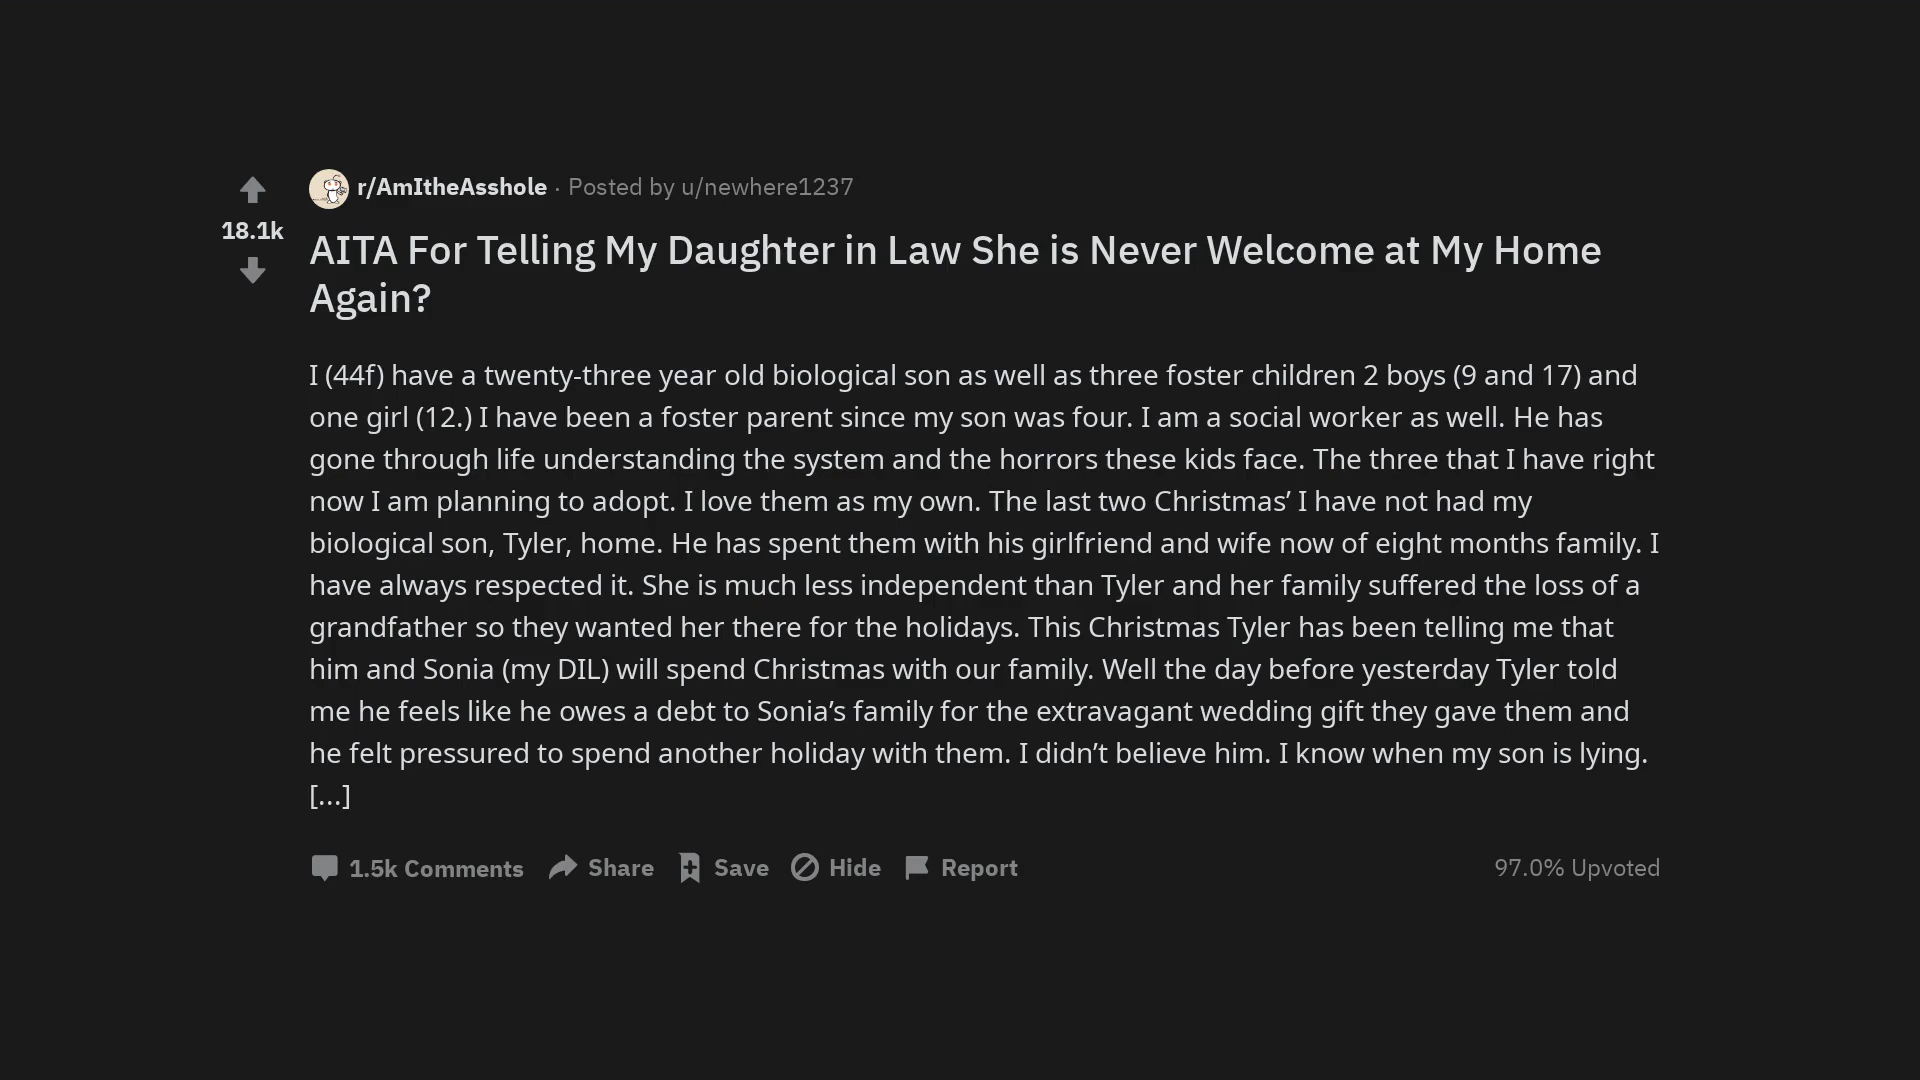 r/AmItheAsshole · Posted by u/newhere1237
18.1k
AITA For Telling My Daughter in Law She is Never Welcome at My Home
Again?
I (44f) have a twenty-three year old biological son as well as three foster children 2 boys (9 and 17) and
one girl (12.) I have been a foster parent since my son was four. I am a social worker as well. He has
gone through life understanding the system and the horrors these kids face. The three that I have right
now I am planning to adopt. I love them as my own. The last two Christmas’ I have not had my
biological son, Tyler, home. He has spent them with his girlfriend and wife now of eight months family. I
have always respected it. She is much less independent than Tyler and her family suffered the loss of a
grandfather so they wanted her there for the holidays. This Christmas Tyler has been telling me that
him and Sonia (my DIL) will spend Christmas with our family. Well the day before yesterday Tyler told
me he feels like he owes a debt to Sonia’s family for the extravagant wedding gift they gave them and
he felt pressured to spend another holiday with them. I didn’t believe him. I know when my son is lying.
[...]
1.5k Comments Share Save Hide Report 97.0% Upvoted